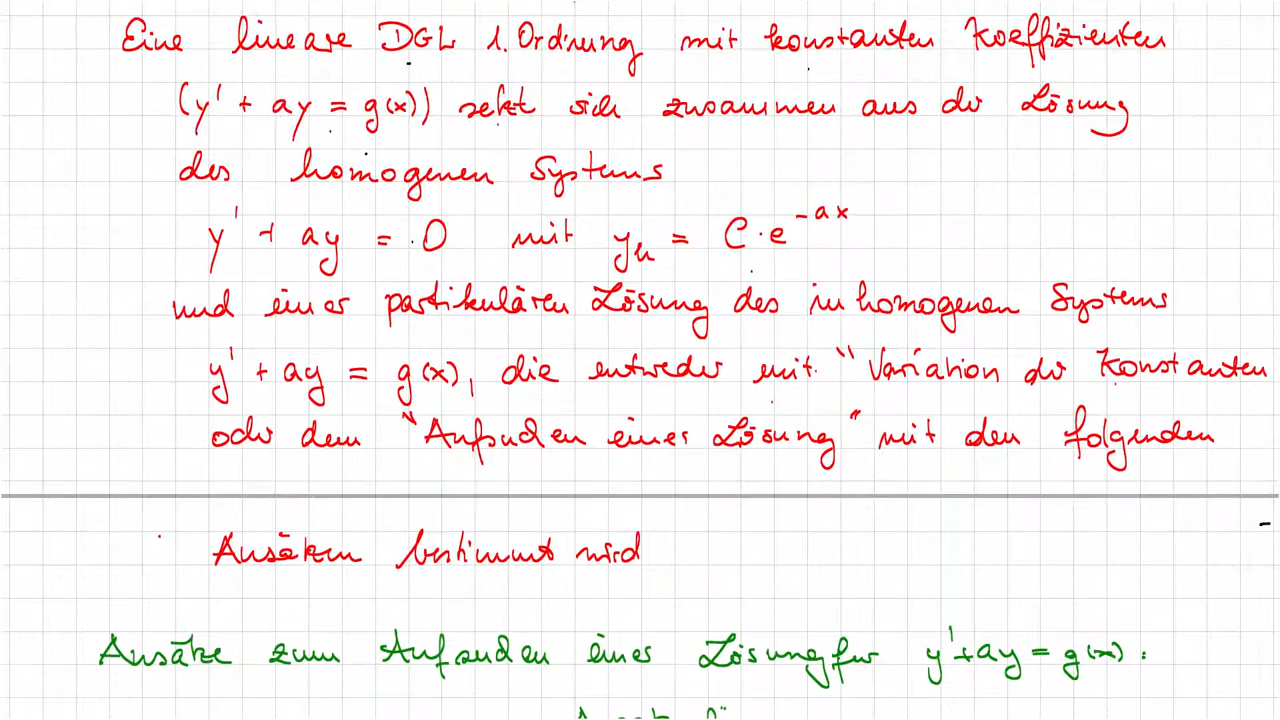 Eine lineare DGL 1. Ordnung mit konstanten Koeffizienten
(y' + ay = g(x)) setzt sich zusammen aus der Lösung
des homogenen Systems
y' + ay = 0 mit yh = C · e^-ax
und einer partikulären Lösung des inhomogenen Systems
y' + ay = g(x), die entweder mit "Variation der Konstanten
oder dem "Aufsuchen einer Lösung" mit den folgenden
Ansätzen bestimmt wird
Ansätze zum Aufsuchen einer Lösung für y'+ay = g(x) :